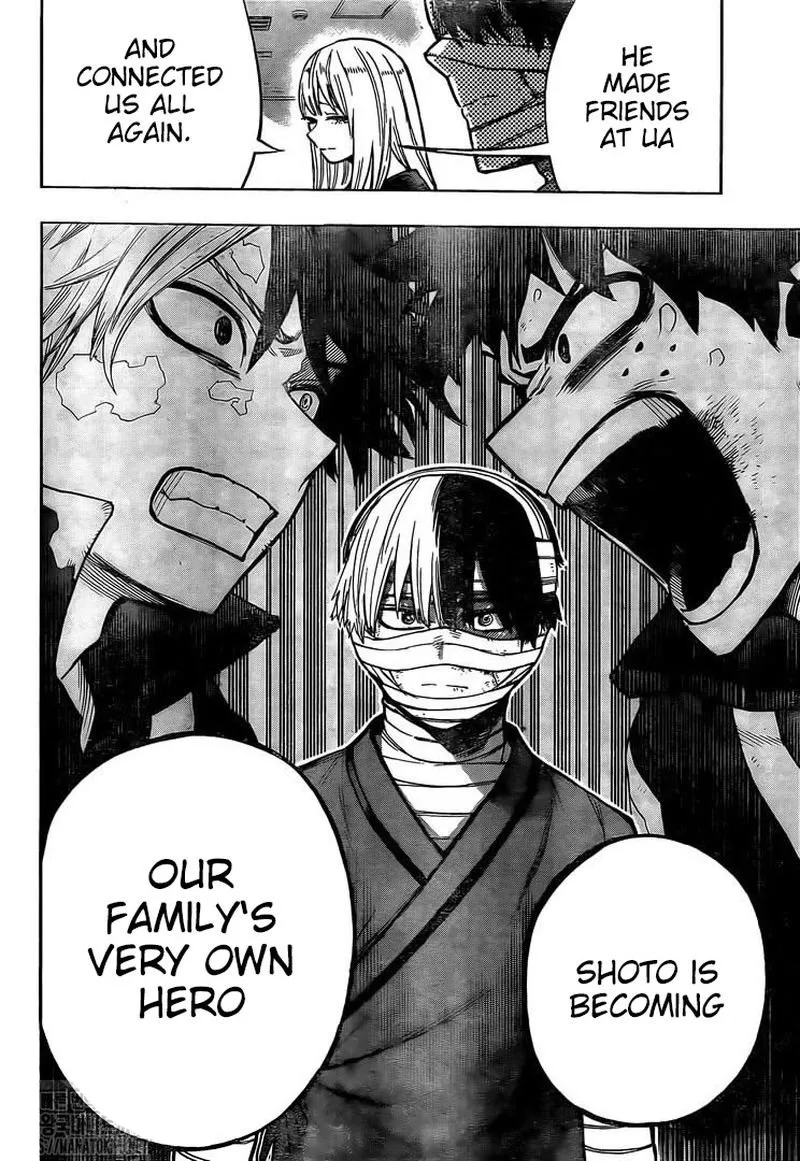 HE
MADE
FRIENDS
AT UA
AND
CONNECTED
US ALL
AGAIN.
SHOTO IS
BECOMING
OUR
FAMILY'S
VERY OWN
HERO